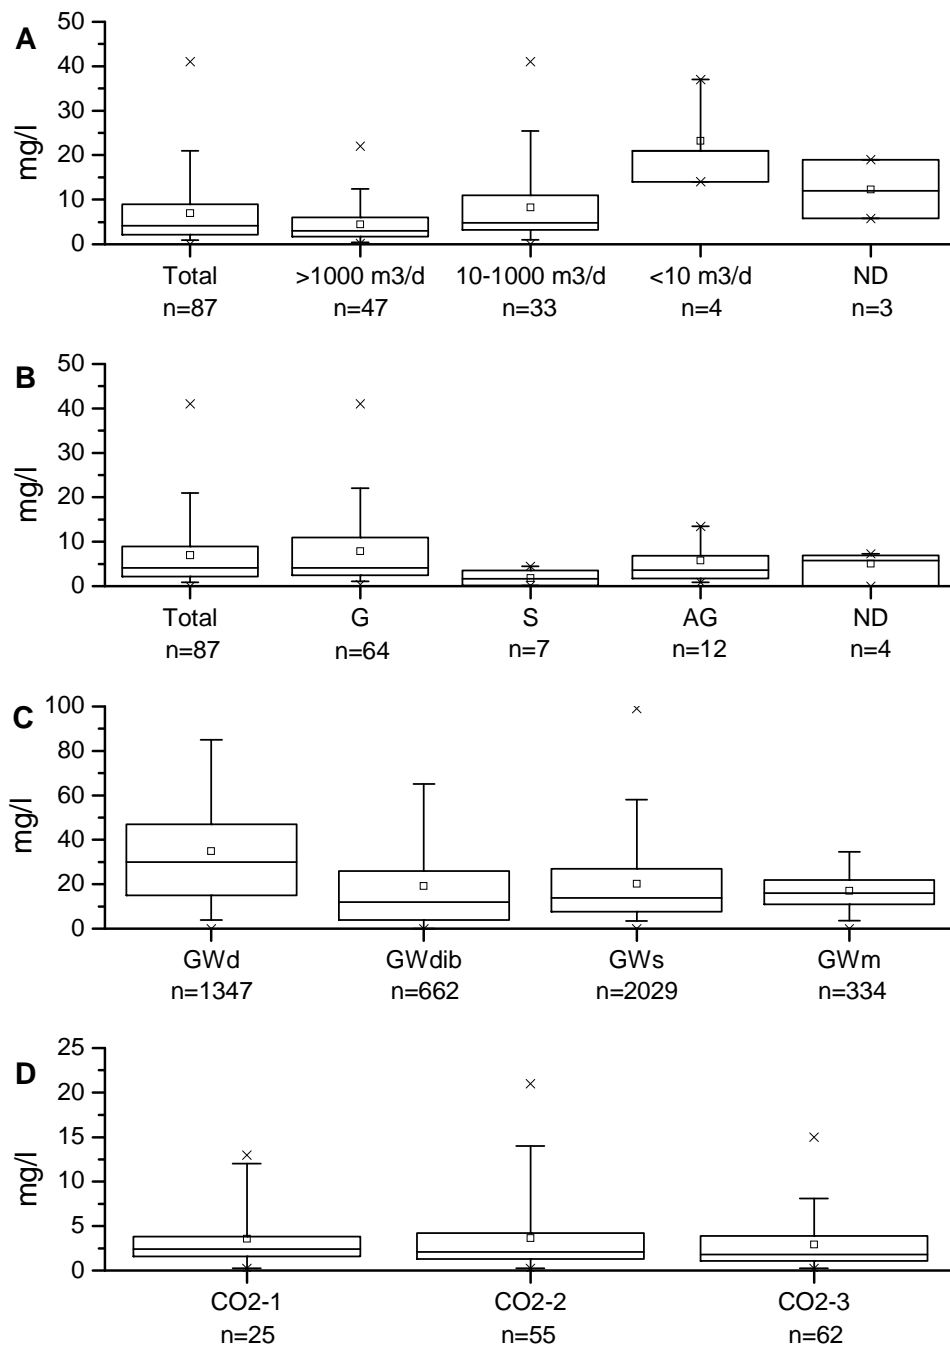 A
50
40
30
20
10
0
mg/l
Total >1000 m3/d 10-1000 m3/d <10 m3/d ND
n=87 n=47 n=33 n=4 n=3
B
50
40
30
20
10
0
mg/l
Total G S AG ND
n=87 n=64 n=7 n=12 n=4
C
100
80
60
40
20
0
mg/l
GWd GWdib GWs GWm
n=1347 n=662 n=2029 n=334
D
25
20
15
10
5
0
mg/l
CO2-1 CO2-2 CO2-3
n=25 n=55 n=62